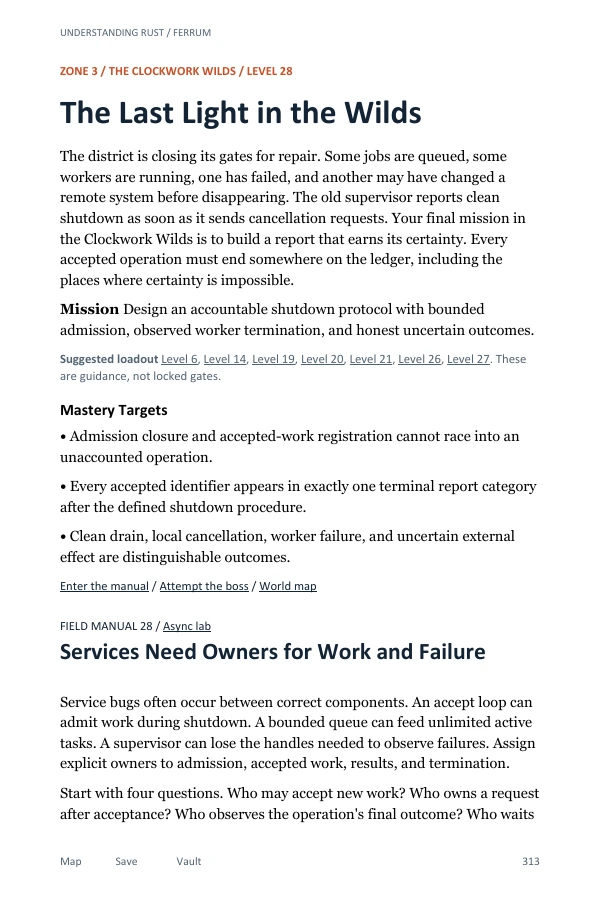 UNDERSTANDING RUST / FERRUM
ZONE 3 / THE CLOCKWORK WILDS / LEVEL 28
The Last Light in the Wilds
The district is closing its gates for repair. Some jobs are queued, some
workers are running, one has failed, and another may have changed a
remote system before disappearing. The old supervisor reports clean
shutdown as soon as it sends cancellation requests. Your final mission in
the Clockwork Wilds is to build a report that earns its certainty. Every
accepted operation must end somewhere on the ledger, including the
places where certainty is impossible.
Mission Design an accountable shutdown protocol with bounded
admission, observed worker termination, and honest uncertain outcomes.
Suggested loadout Level 6, Level 14, Level 19, Level 20, Level 21, Level 26, Level 27. These
are guidance, not locked gates.
Mastery Targets
• Admission closure and accepted-work registration cannot race into an
unaccounted operation.
• Every accepted identifier appears in exactly one terminal report category
after the defined shutdown procedure.
• Clean drain, local cancellation, worker failure, and uncertain external
effect are distinguishable outcomes.
Enter the manual / Attempt the boss / World map
FIELD MANUAL 28 / Async lab
Services Need Owners for Work and Failure
Service bugs often occur between correct components. An accept loop can
admit work during shutdown. A bounded queue can feed unlimited active
tasks. A supervisor can lose the handles needed to observe failures. Assign
explicit owners to admission, accepted work, results, and termination.
Start with four questions. Who may accept new work? Who owns a request
after acceptance? Who observes the operation's final outcome? Who waits
Map Save Vault 313